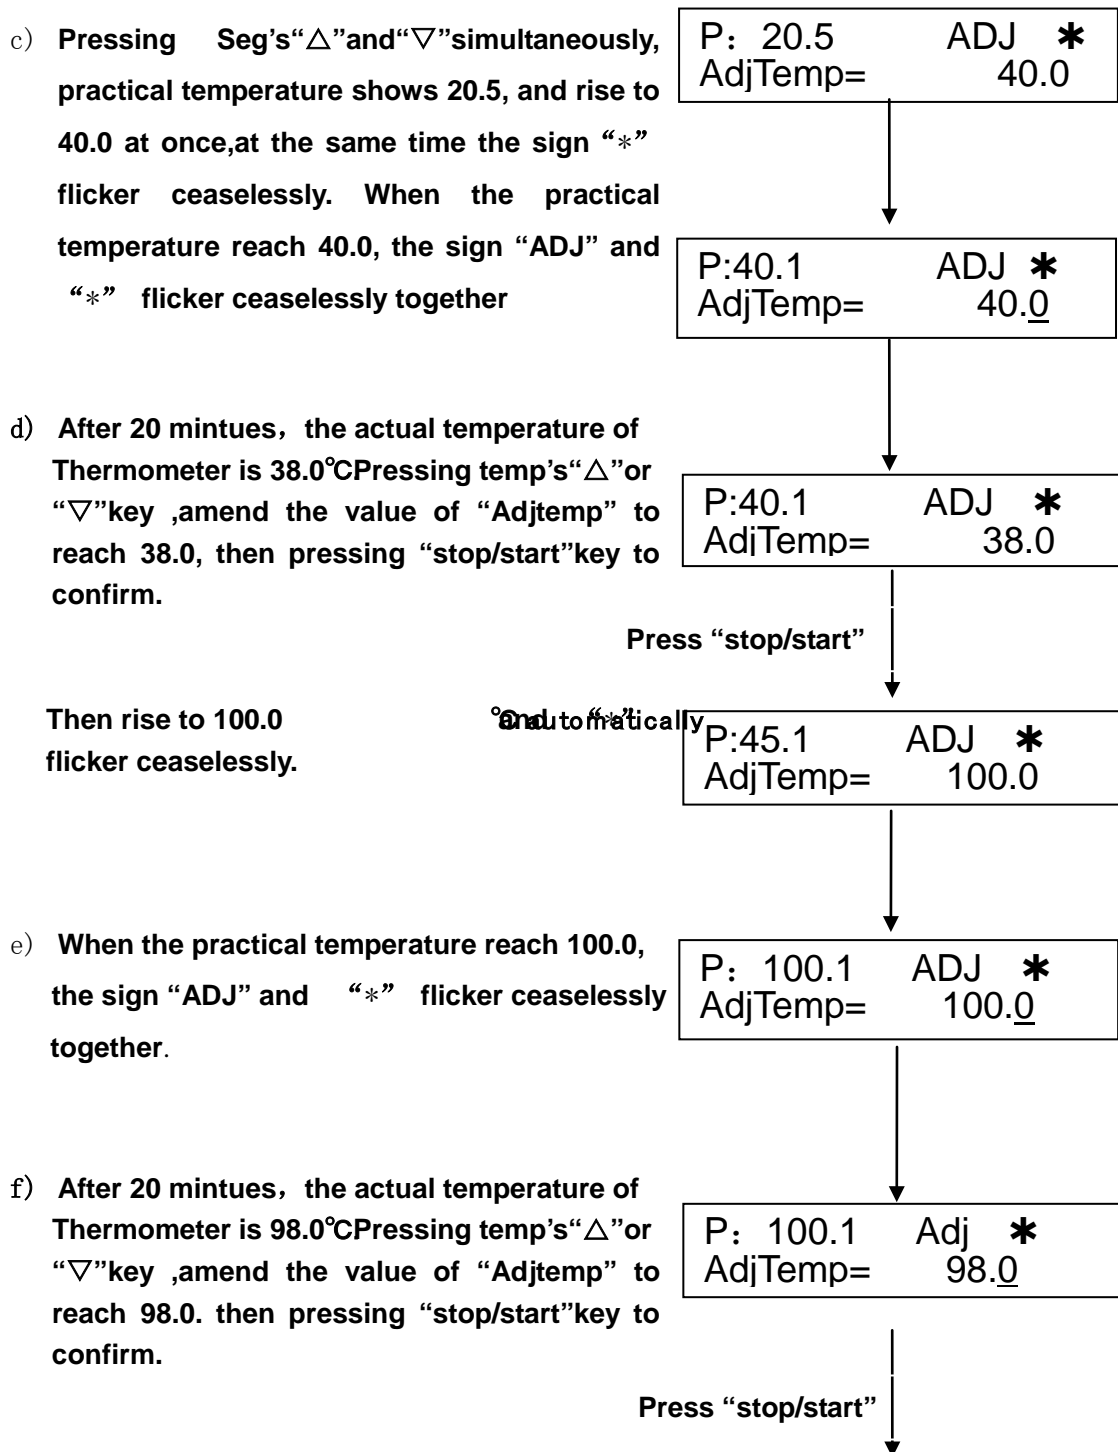 c) Pressing Seg's“△”and“▽”simultaneously,
practical temperature shows 20.5, and rise to
40.0 at once,at the same time the sign “*”
flicker ceaselessly. When the practical
temperature reach 40.0, the sign “ADJ” and
“*” flicker ceaselessly together
P：20.5 ADJ ✱
AdjTemp= 40.0
P:40.1 ADJ ✱
AdjTemp= 40.0
d) After 20 mintues，the actual temperature of
Thermometer is 38.0℃Pressing temp's“△”or
“▽”key ,amend the value of “Adjtemp” to
reach 38.0, then pressing “stop/start”key to
confirm.
P:40.1 ADJ ✱
AdjTemp= 38.0
Press “stop/start”
Then rise to 100.0 ℃ automatically and “*”
flicker ceaselessly.
P:45.1 ADJ ✱
AdjTemp= 100.0
e) When the practical temperature reach 100.0,
the sign “ADJ” and “*” flicker ceaselessly
together.
P：100.1 ADJ ✱
AdjTemp= 100.0
f) After 20 mintues，the actual temperature of
Thermometer is 98.0℃Pressing temp's“△”or
“▽”key ,amend the value of “Adjtemp” to
reach 98.0. then pressing “stop/start”key to
confirm.
P：100.1 Adj ✱
AdjTemp= 98.0
Press “stop/start”